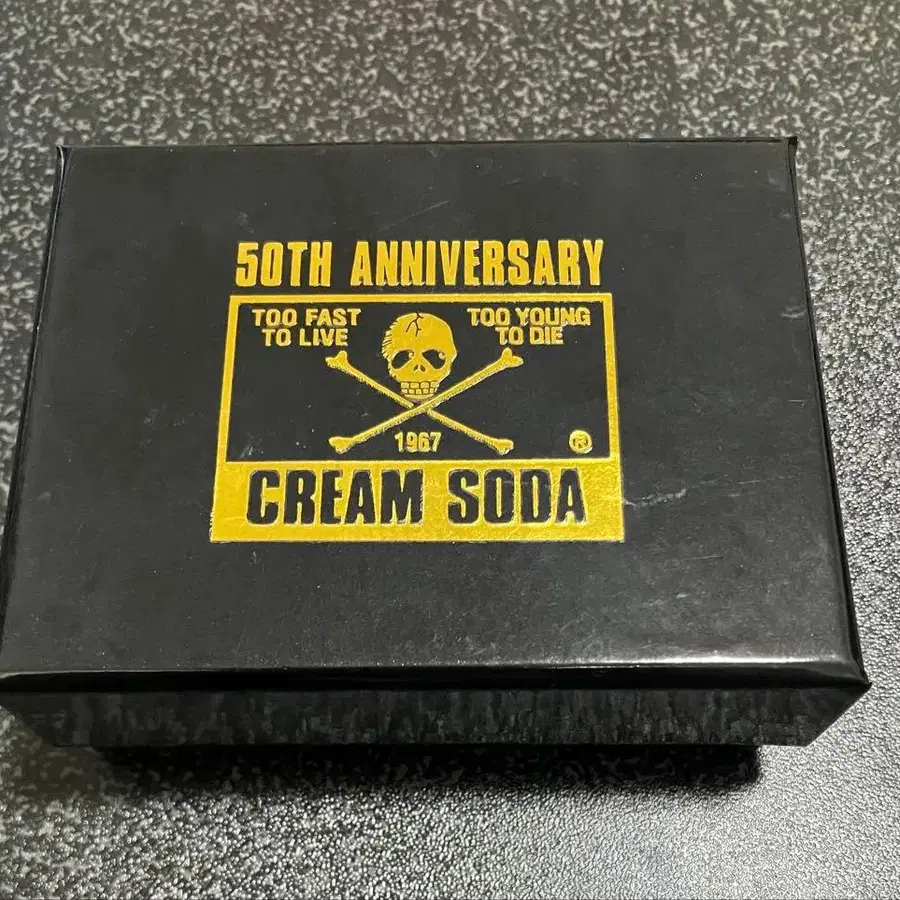 50TH ANNIVERSARY
TOO FAST
TO LIVE
TOO YOUNG
TO DIE
1967
®
CREAM SODA